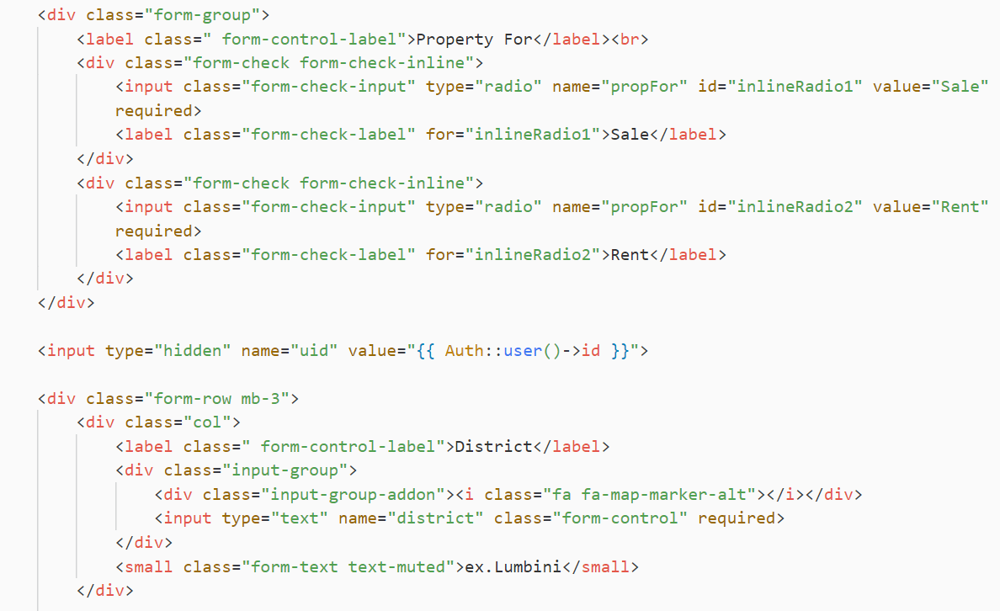 <div class="form-group">
<label class=" form-control-label">Property For</label><br>
<div class="form-check form-check-inline">
<input class="form-check-input" type="radio" name="propFor" id="inlineRadio1" value="Sale"
required>
<label class="form-check-label" for="inlineRadio1">Sale</label>
</div>
<div class="form-check form-check-inline">
<input class="form-check-input" type="radio" name="propFor" id="inlineRadio2" value="Rent"
required>
<label class="form-check-label" for="inlineRadio2">Rent</label>
</div>
</div>
<input type="hidden" name="uid" value="{{ Auth::user()->id }}">
<div class="form-row mb-3">
<div class="col">
<label class=" form-control-label">District</label>
<div class="input-group">
<div class="input-group-addon"><i class="fa fa-map-marker-alt"></i></div>
<input type="text" name="district" class="form-control" required>
</div>
<small class="form-text text-muted">ex.Lumbini</small>
</div>